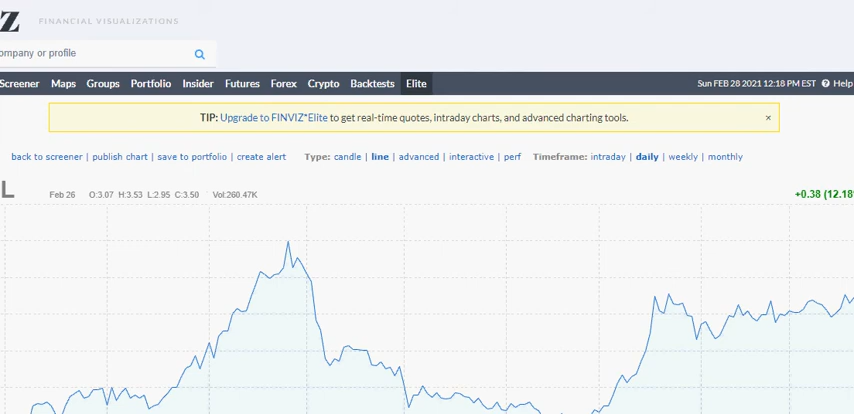 Z FINANCIAL VISUALIZATIONS
ompany or profile
Screener Maps Groups Portfolio Insider Futures Forex Crypto Backtests Elite Sun FEB 28 2021 12:18 PM EST Help
TIP: Upgrade to FINVIZ*Elite to get real-time quotes, intraday charts, and advanced charting tools. ×
back to screener | publish chart | save to portfolio | create alert Type: candle | line | advanced | interactive | perf Timeframe: intraday | daily | weekly | monthly
L Feb 26 O:3.07 H:3.53 L:2.95 C:3.50 Vol:260.47K +0.38 (12.18